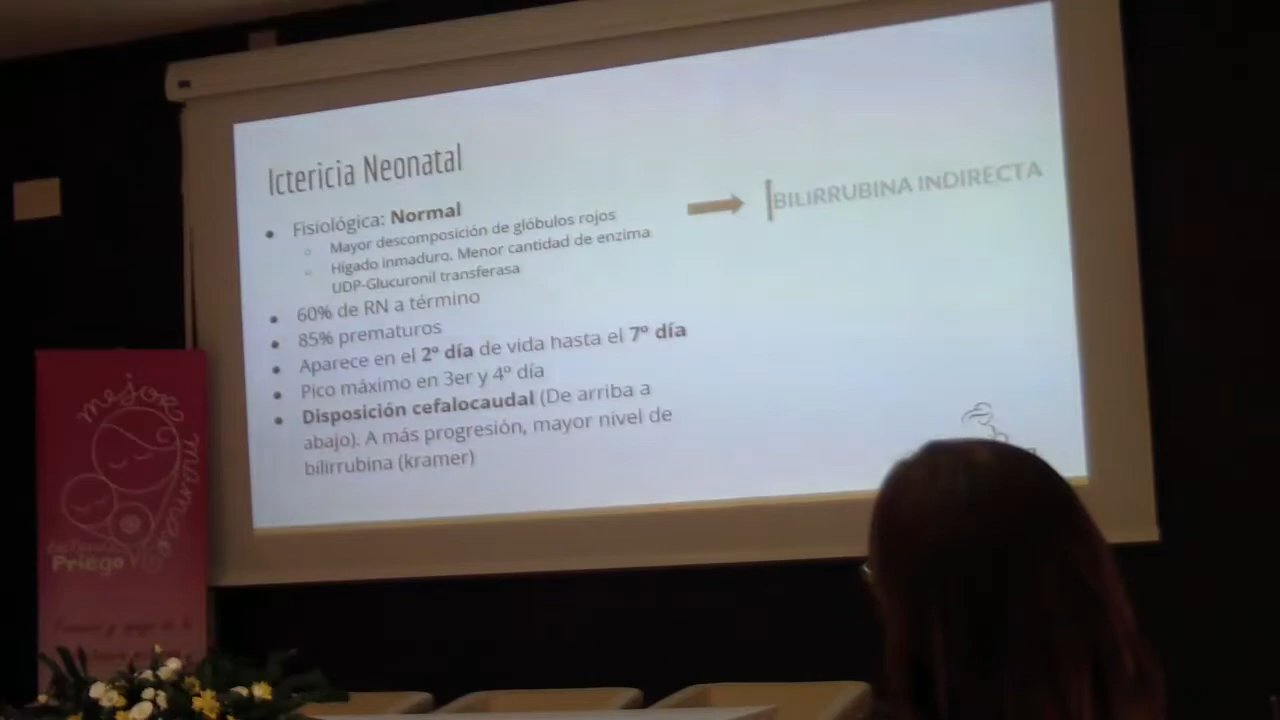 Ictericia Neonatal
Fisiológica: Normal
Mayor descomposición de glóbulos rojos
Hígado inmaduro. Menor cantidad de enzima
UDP-Glucuronil transferasa
60% de RN a término
85% prematuros
Aparece en el 2º día de vida hasta el 7º día
Pico máximo en 3er y 4º día
Disposición cefalocaudal (De arriba a
abajo). A más progresión, mayor nivel de
bilirrubina (kramer)
BILIRRUBINA INDIRECTA
mejor
mamar
Priego